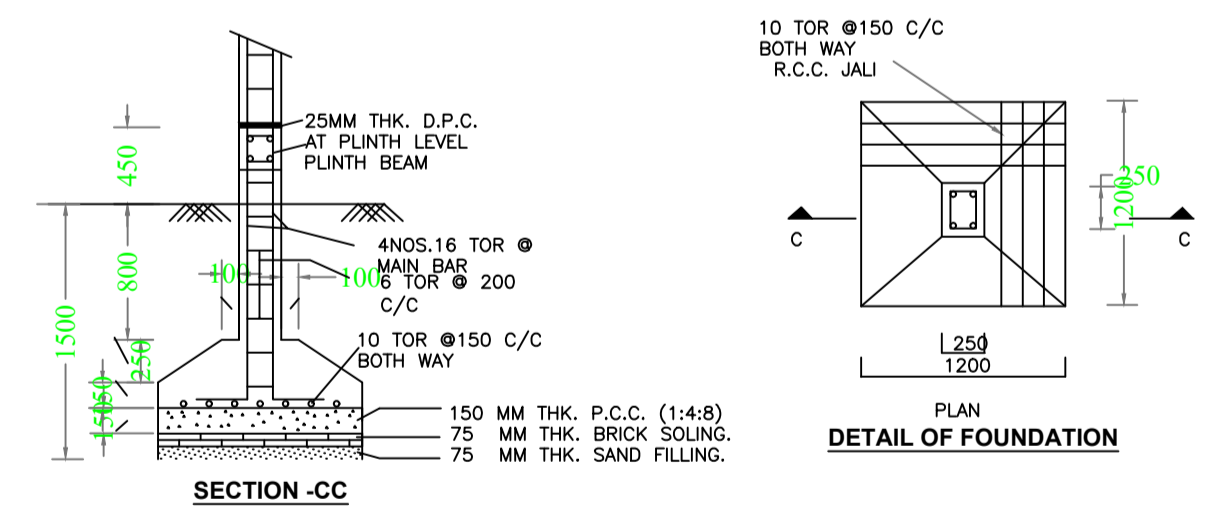 25MM THK. D.P.C.
AT PLINTH LEVEL
PLINTH BEAM
450
4NOS.16 TOR @
MAIN BAR
100
100
6 TOR @ 200
C/C
800
1500
10 TOR @150 C/C
BOTH WAY
250
150
150
150 MM THK. P.C.C. (1:4:8)
75 MM THK. BRICK SOLING.
75 MM THK. SAND FILLING.
SECTION -CC
10 TOR @150 C/C
BOTH WAY
R.C.C. JALI
1200
C
C
250
1200
PLAN
DETAIL OF FOUNDATION